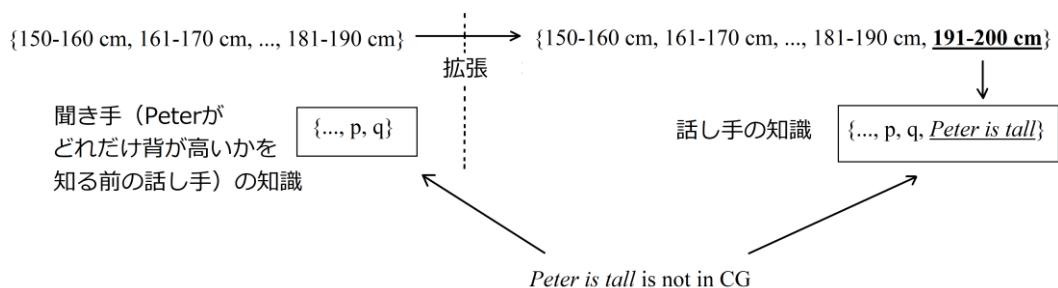 {150-160 cm, 161-170 cm, ..., 181-190 cm}
拡張
{150-160 cm, 161-170 cm, ..., 181-190 cm, 191-200 cm}
聞き手（Peterが
どれだけ背が高いかを
知る前の話し手）の知識
{..., p, q}
話し手の知識
{..., p, q, Peter is tall}
Peter is tall is not in CG